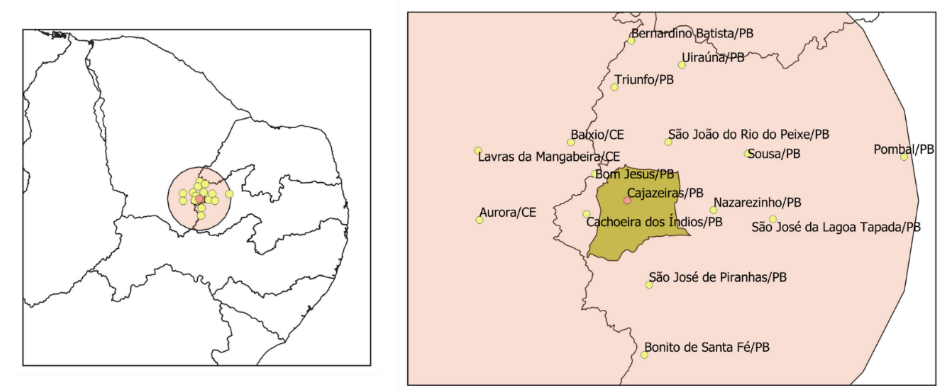 Bernardino Batista/PB
Uiraúna/PB
Triunfo/PB
Baixio/CE
São João do Rio do Peixe/PB
Lavras da Mangabeira/CE
Sousa/PB
Pombal/PB
Bom Jesus/PB
Cajazeiras/PB
Aurora/CE
Cachoeira dos Índios/PB
Nazarezinho/PB
São José da Lagoa Tapada/PB
São José de Piranhas/PB
Bonito de Santa Fé/PB